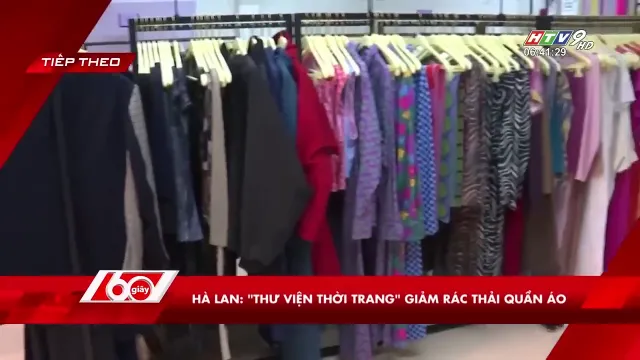 TIẾP THEO
HTV9 HD
06:41:29
60 giây
HÀ LAN: "THƯ VIỆN THỜI TRANG" GIẢM RÁC THẢI QUẦN ÁO